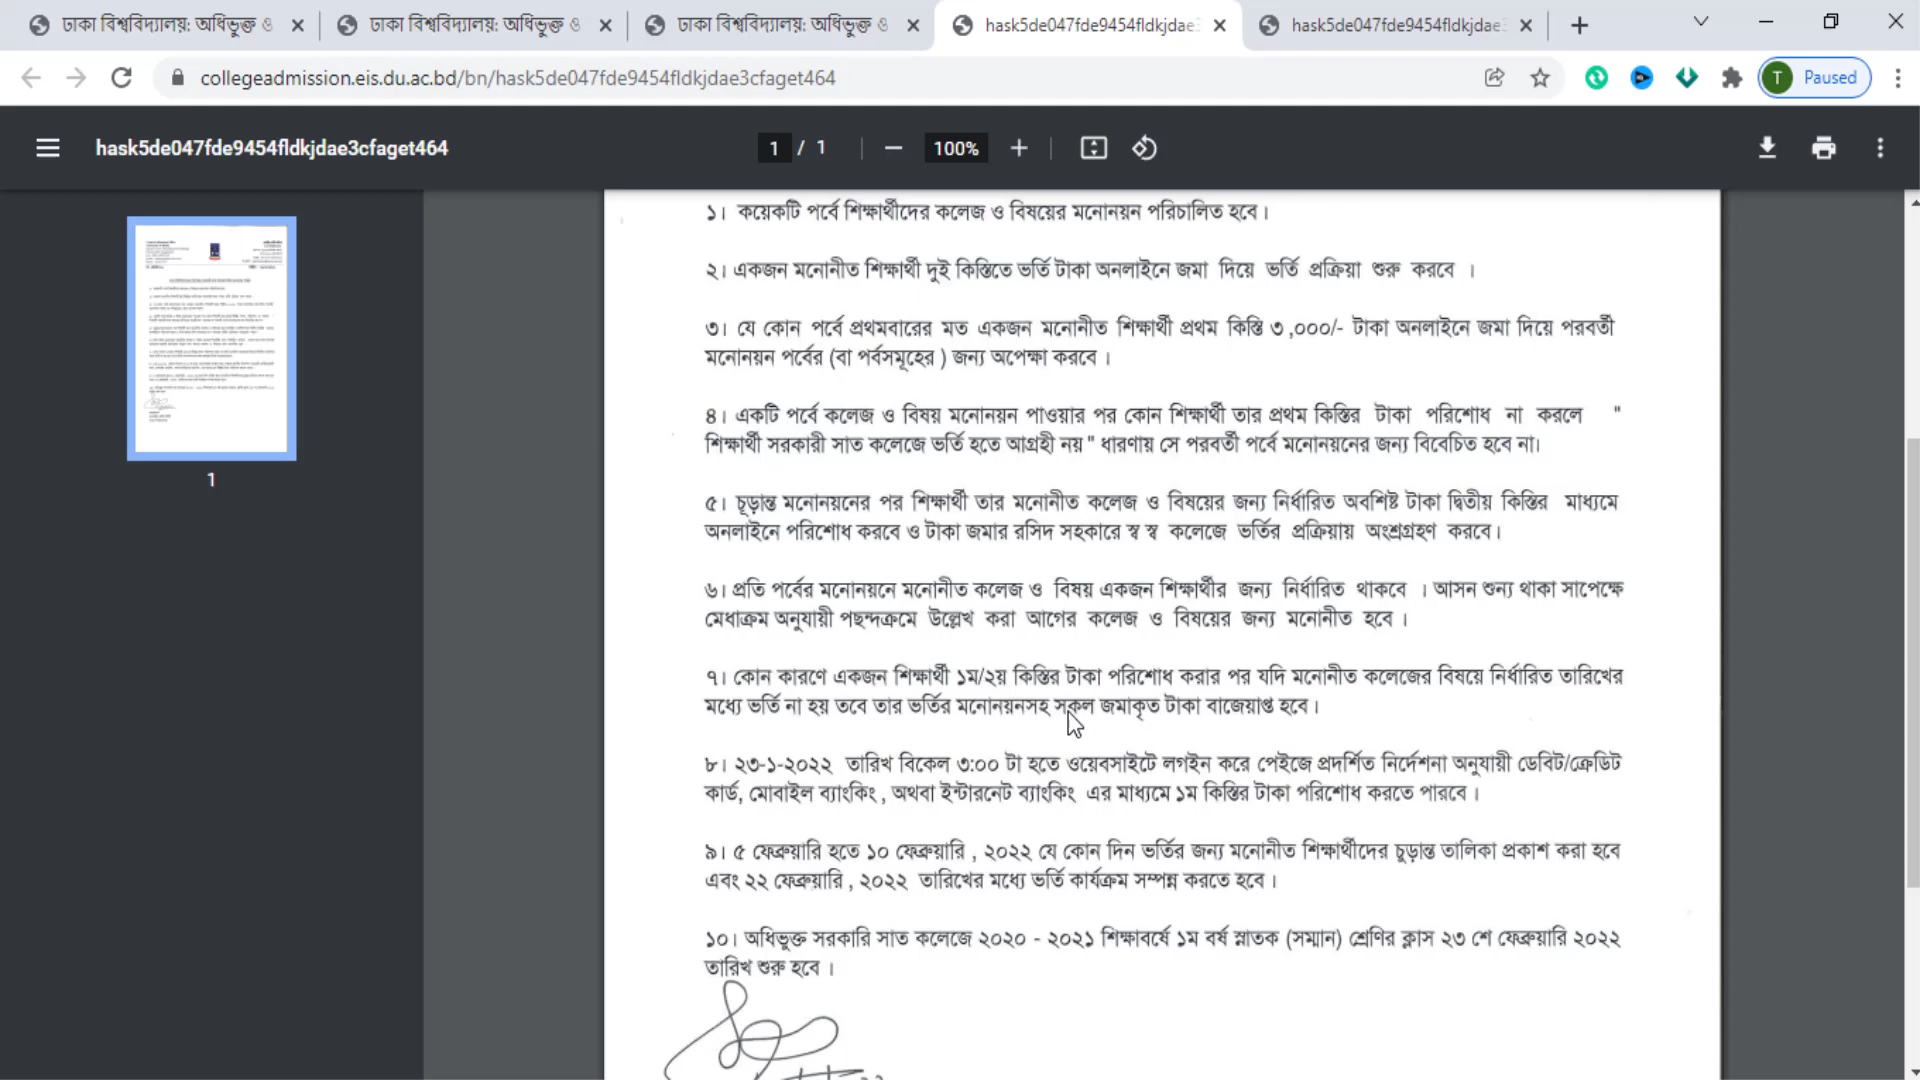 ঢাকা বিশ্ববিদ্যালয়: অধিভুক্ত ও
ঢাকা বিশ্ববিদ্যালয়: অধিভুক্ত ও
ঢাকা বিশ্ববিদ্যালয়: অধিভুক্ত ও
hask5de047fde9454fldkjdae3
hask5de047fde9454fldkjdae3
collegeadmission.eis.du.ac.bd/bn/hask5de047fde9454fldkjdae3cfaget464
T Paused
hask5de047fde9454fldkjdae3cfaget464
1 / 1
100%
১। কয়েকটি পর্বে শিক্ষার্থীদের কলেজ ও বিষয়ের মনোনয়ন পরিচালিত হবে।
২। একজন মনোনীত শিক্ষার্থী দুই কিস্তিতে ভর্তি টাকা অনলাইনে জমা দিয়ে ভর্তি প্রক্রিয়া শুরু করবে ।
৩। যে কোন পর্বে প্রথমবারের মত একজন মনোনীত শিক্ষার্থী প্রথম কিস্তি ৩,০০০/- টাকা অনলাইনে জমা দিয়ে পরবর্তী
মনোনয়ন পর্বের (বা পর্বসমূহের ) জন্য অপেক্ষা করবে ।
৪। একটি পর্বে কলেজ ও বিষয় মনোনয়ন পাওয়ার পর কোন শিক্ষার্থী তার প্রথম কিস্তির টাকা পরিশোধ না করলে "
শিক্ষার্থী সরকারী সাত কলেজে ভর্তি হতে আগ্রহী নয় " ধারণায় সে পরবর্তী পর্বে মনোনয়নের জন্য বিবেচিত হবে না।
৫। চূড়ান্ত মনোনয়নের পর শিক্ষার্থী তার মনোনীত কলেজ ও বিষয়ের জন্য নির্ধারিত অবশিষ্ট টাকা দ্বিতীয় কিস্তির মাধ্যমে
অনলাইনে পরিশোধ করবে ও টাকা জমার রসিদ সহকারে স্ব স্ব কলেজে ভর্তির প্রক্রিয়ায় অংশ্রগ্রহণ করবে।
৬। প্রতি পর্বের মনোনয়নে মনোনীত কলেজ ও বিষয় একজন শিক্ষার্থীর জন্য নির্ধারিত থাকবে । আসন শুন্য থাকা সাপেক্ষে
মেধাক্রম অনুযায়ী পছন্দক্রমে উল্লেখ করা আগের কলেজ ও বিষয়ের জন্য মনোনীত হবে ।
৭। কোন কারণে একজন শিক্ষার্থী ১ম/২য় কিস্তির টাকা পরিশোধ করার পর যদি মনোনীত কলেজের বিষয়ে নির্ধারিত তারিখের
মধ্যে ভর্তি না হয় তবে তার ভর্তির মনোনয়নসহ সকল জমাকৃত টাকা বাজেয়াপ্ত হবে।
৮। ২৩-১-২০২২ তারিখ বিকেল ৩:০০ টা হতে ওয়েবসাইটে লগইন করে পেইজে প্রদর্শিত নির্দেশনা অনুযায়ী ডেবিট/ক্রেডিট
কার্ড, মোবাইল ব্যাংকিং , অথবা ইন্টারনেট ব্যাংকিং এর মাধ্যমে ১ম কিস্তির টাকা পরিশোধ করতে পারবে ।
৯। ৫ ফেব্রুয়ারি হতে ১০ ফেব্রুয়ারি , ২০২২ যে কোন দিন ভর্তির জন্য মনোনীত শিক্ষার্থীদের চুড়ান্ত তালিকা প্রকাশ করা হবে
এবং ২২ ফেব্রুয়ারি , ২০২২ তারিখের মধ্যে ভর্তি কার্যক্রম সম্পন্ন করতে হবে ।
১০। অধিভুক্ত সরকারি সাত কলেজে ২০২০ - ২০২১ শিক্ষাবর্ষে ১ম বর্ষ স্নাতক (সম্মান) শ্রেণির ক্লাস ২৩ শে ফেব্রুয়ারি ২০২২
তারিখ শুরু হবে ।
1